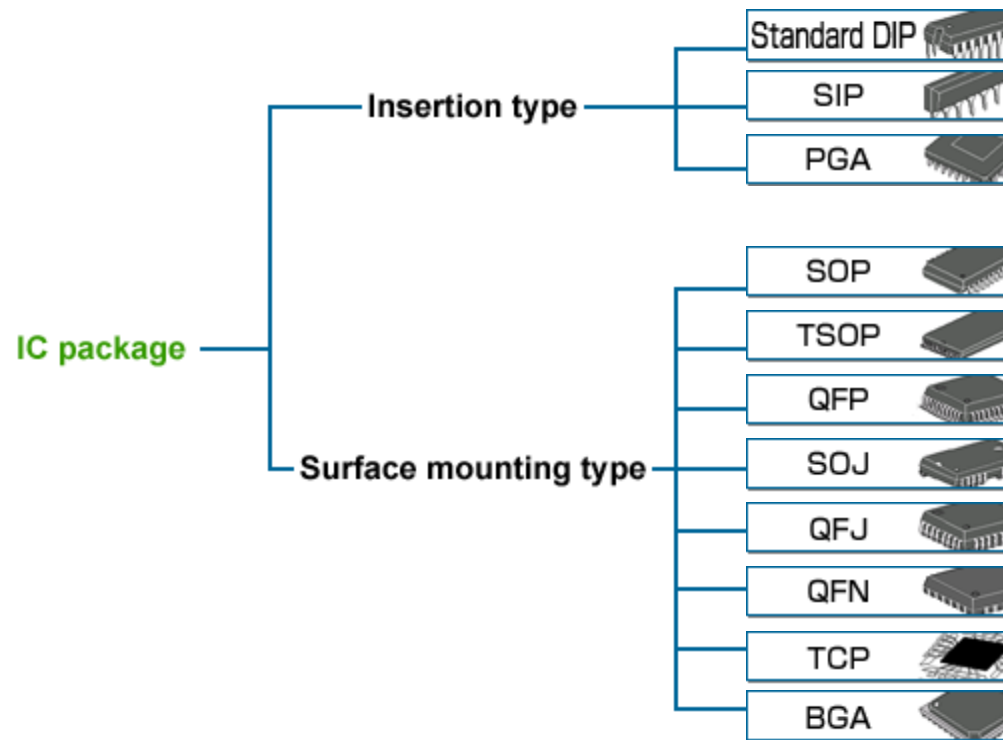 IC package
Insertion type
Standard DIP
SIP
PGA
Surface mounting type
SOP
TSOP
QFP
SOJ
QFJ
QFN
TCP
BGA